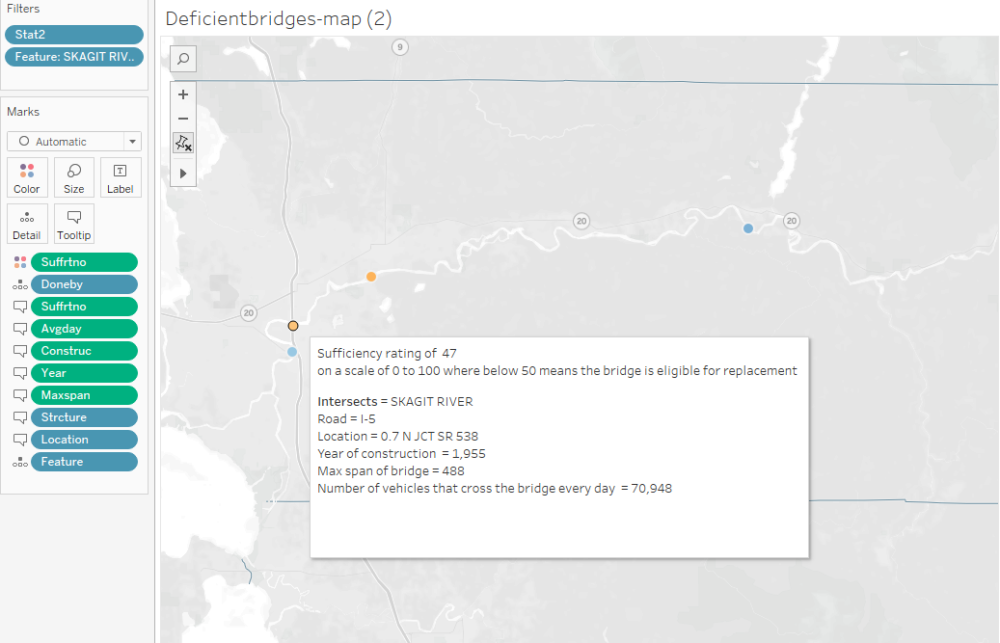 Filters
Stat2
Feature: SKAGIT RIV..
Marks
Automatic
Color
Size
Label
Detail
Tooltip
Suffrtno
Doneby
Suffrtno
Avgday
Construc
Year
Maxspan
Strcture
Location
Feature
Deficientbridges-map (2)
9
20
20
20
Sufficiency rating of 47
on a scale of 0 to 100 where below 50 means the bridge is eligible for replacement
Intersects = SKAGIT RIVER
Road = I-5
Location = 0.7 N JCT SR 538
Year of construction = 1,955
Max span of bridge = 488
Number of vehicles that cross the bridge every day = 70,948